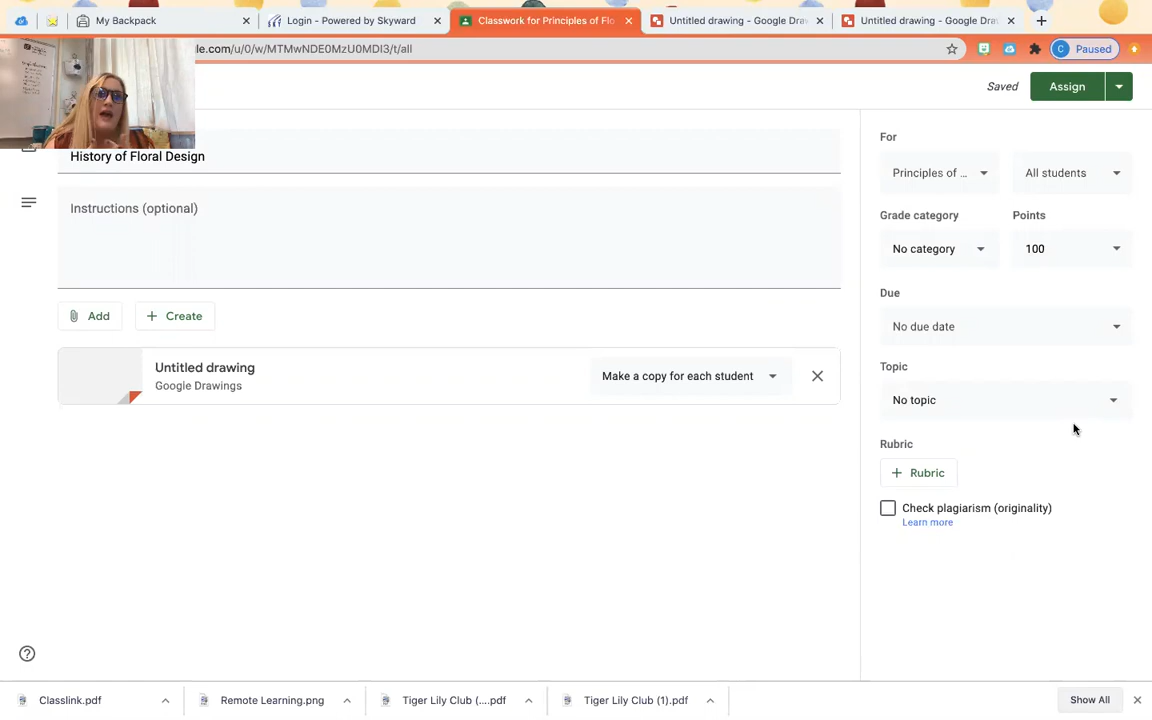 My Backpack
Login - Powered by Skyward
Classwork for Principles of Flo
Untitled drawing - Google Draw
Untitled drawing - Google Draw
le.com/u/0/w/MTMwNDE0MzU0MDI3/t/all
C Paused
Saved
Assign
For
History of Floral Design
Principles of ...
All students
Instructions (optional)
Grade category
Points
No category
100
Due
Add
Create
No due date
Untitled drawing
Google Drawings
Make a copy for each student
Topic
No topic
Rubric
+ Rubric
Check plagiarism (originality)
Learn more
Classlink.pdf
Remote Learning.png
Tiger Lily Club (....pdf
Tiger Lily Club (1).pdf
Show All